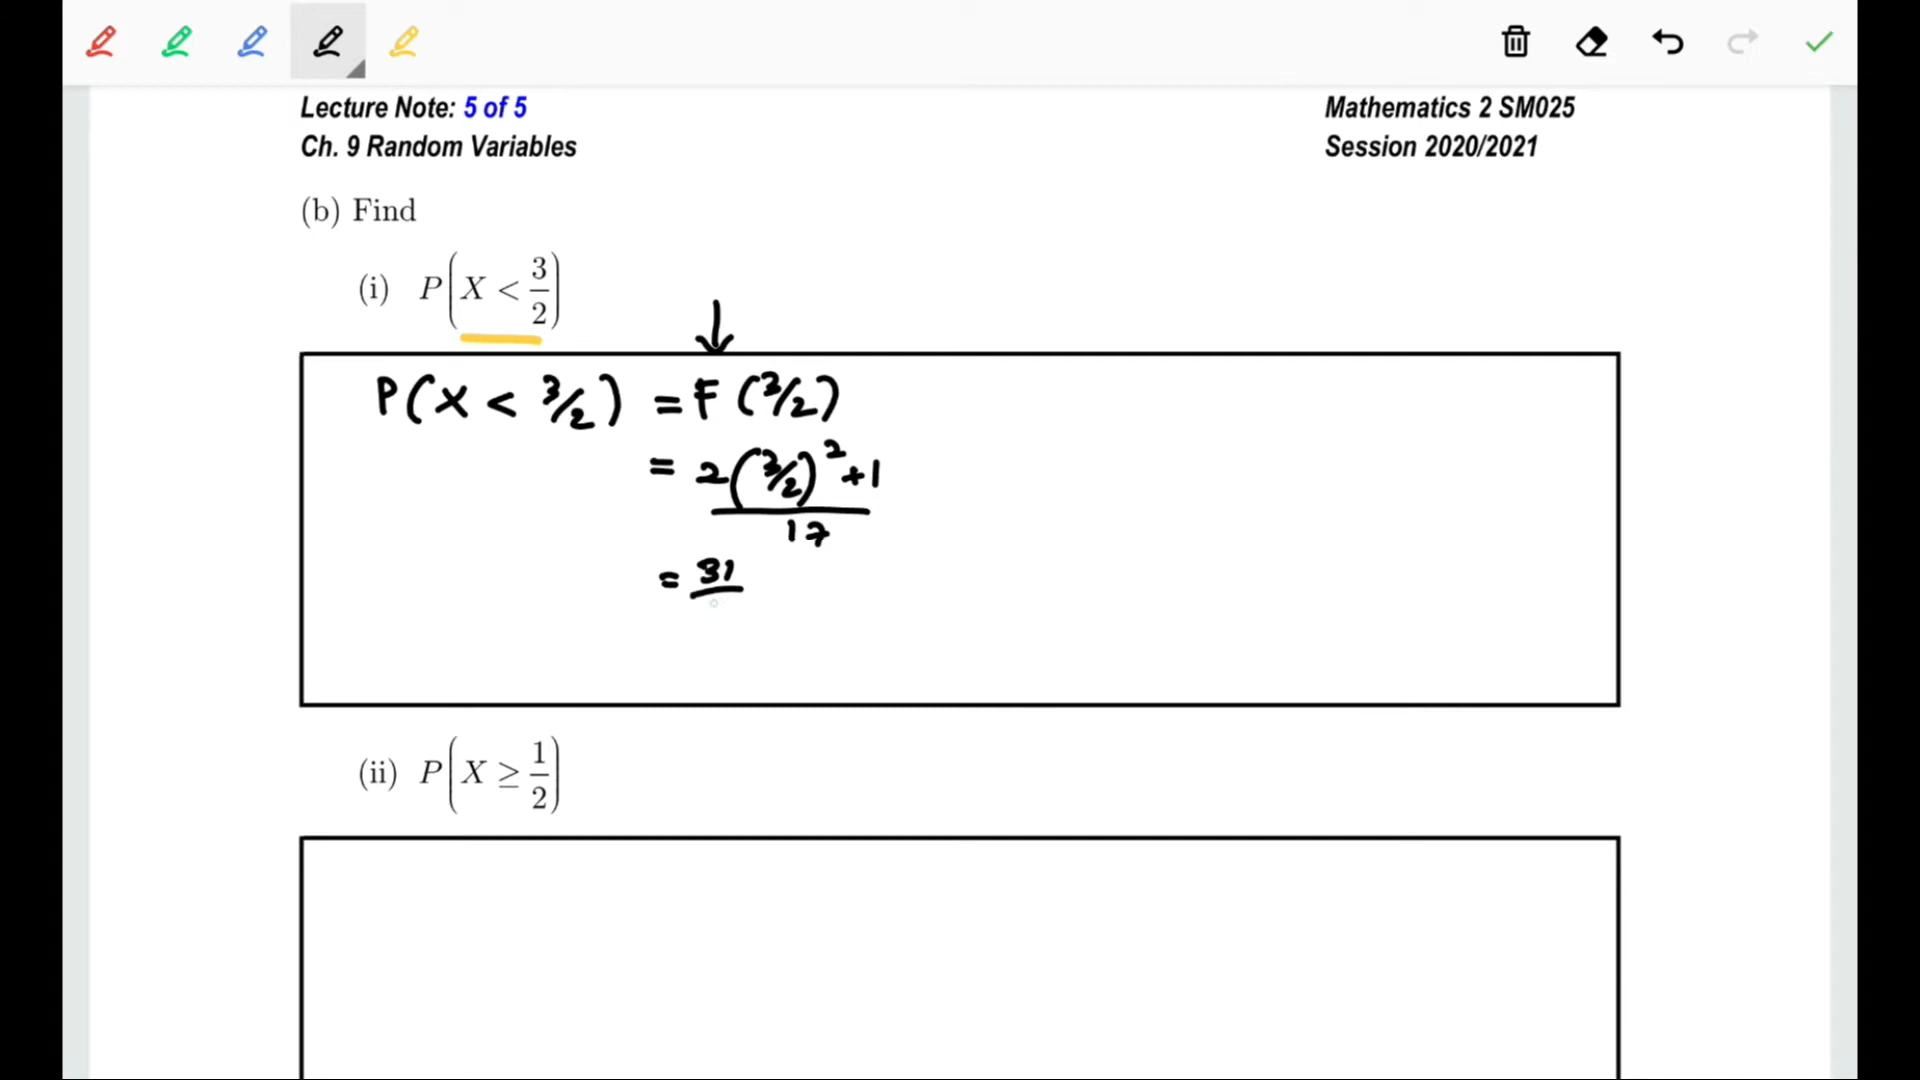 Lecture Note: 5 of 5
Mathematics 2 SM025
Ch. 9 Random Variables
Session 2020/2021
(b) Find
(i) P(X < 3/2)
P(X < 3/2) = F(3/2)
= 2(3/2)² + 1
17
= 31
(ii) P(X ≥ 1/2)